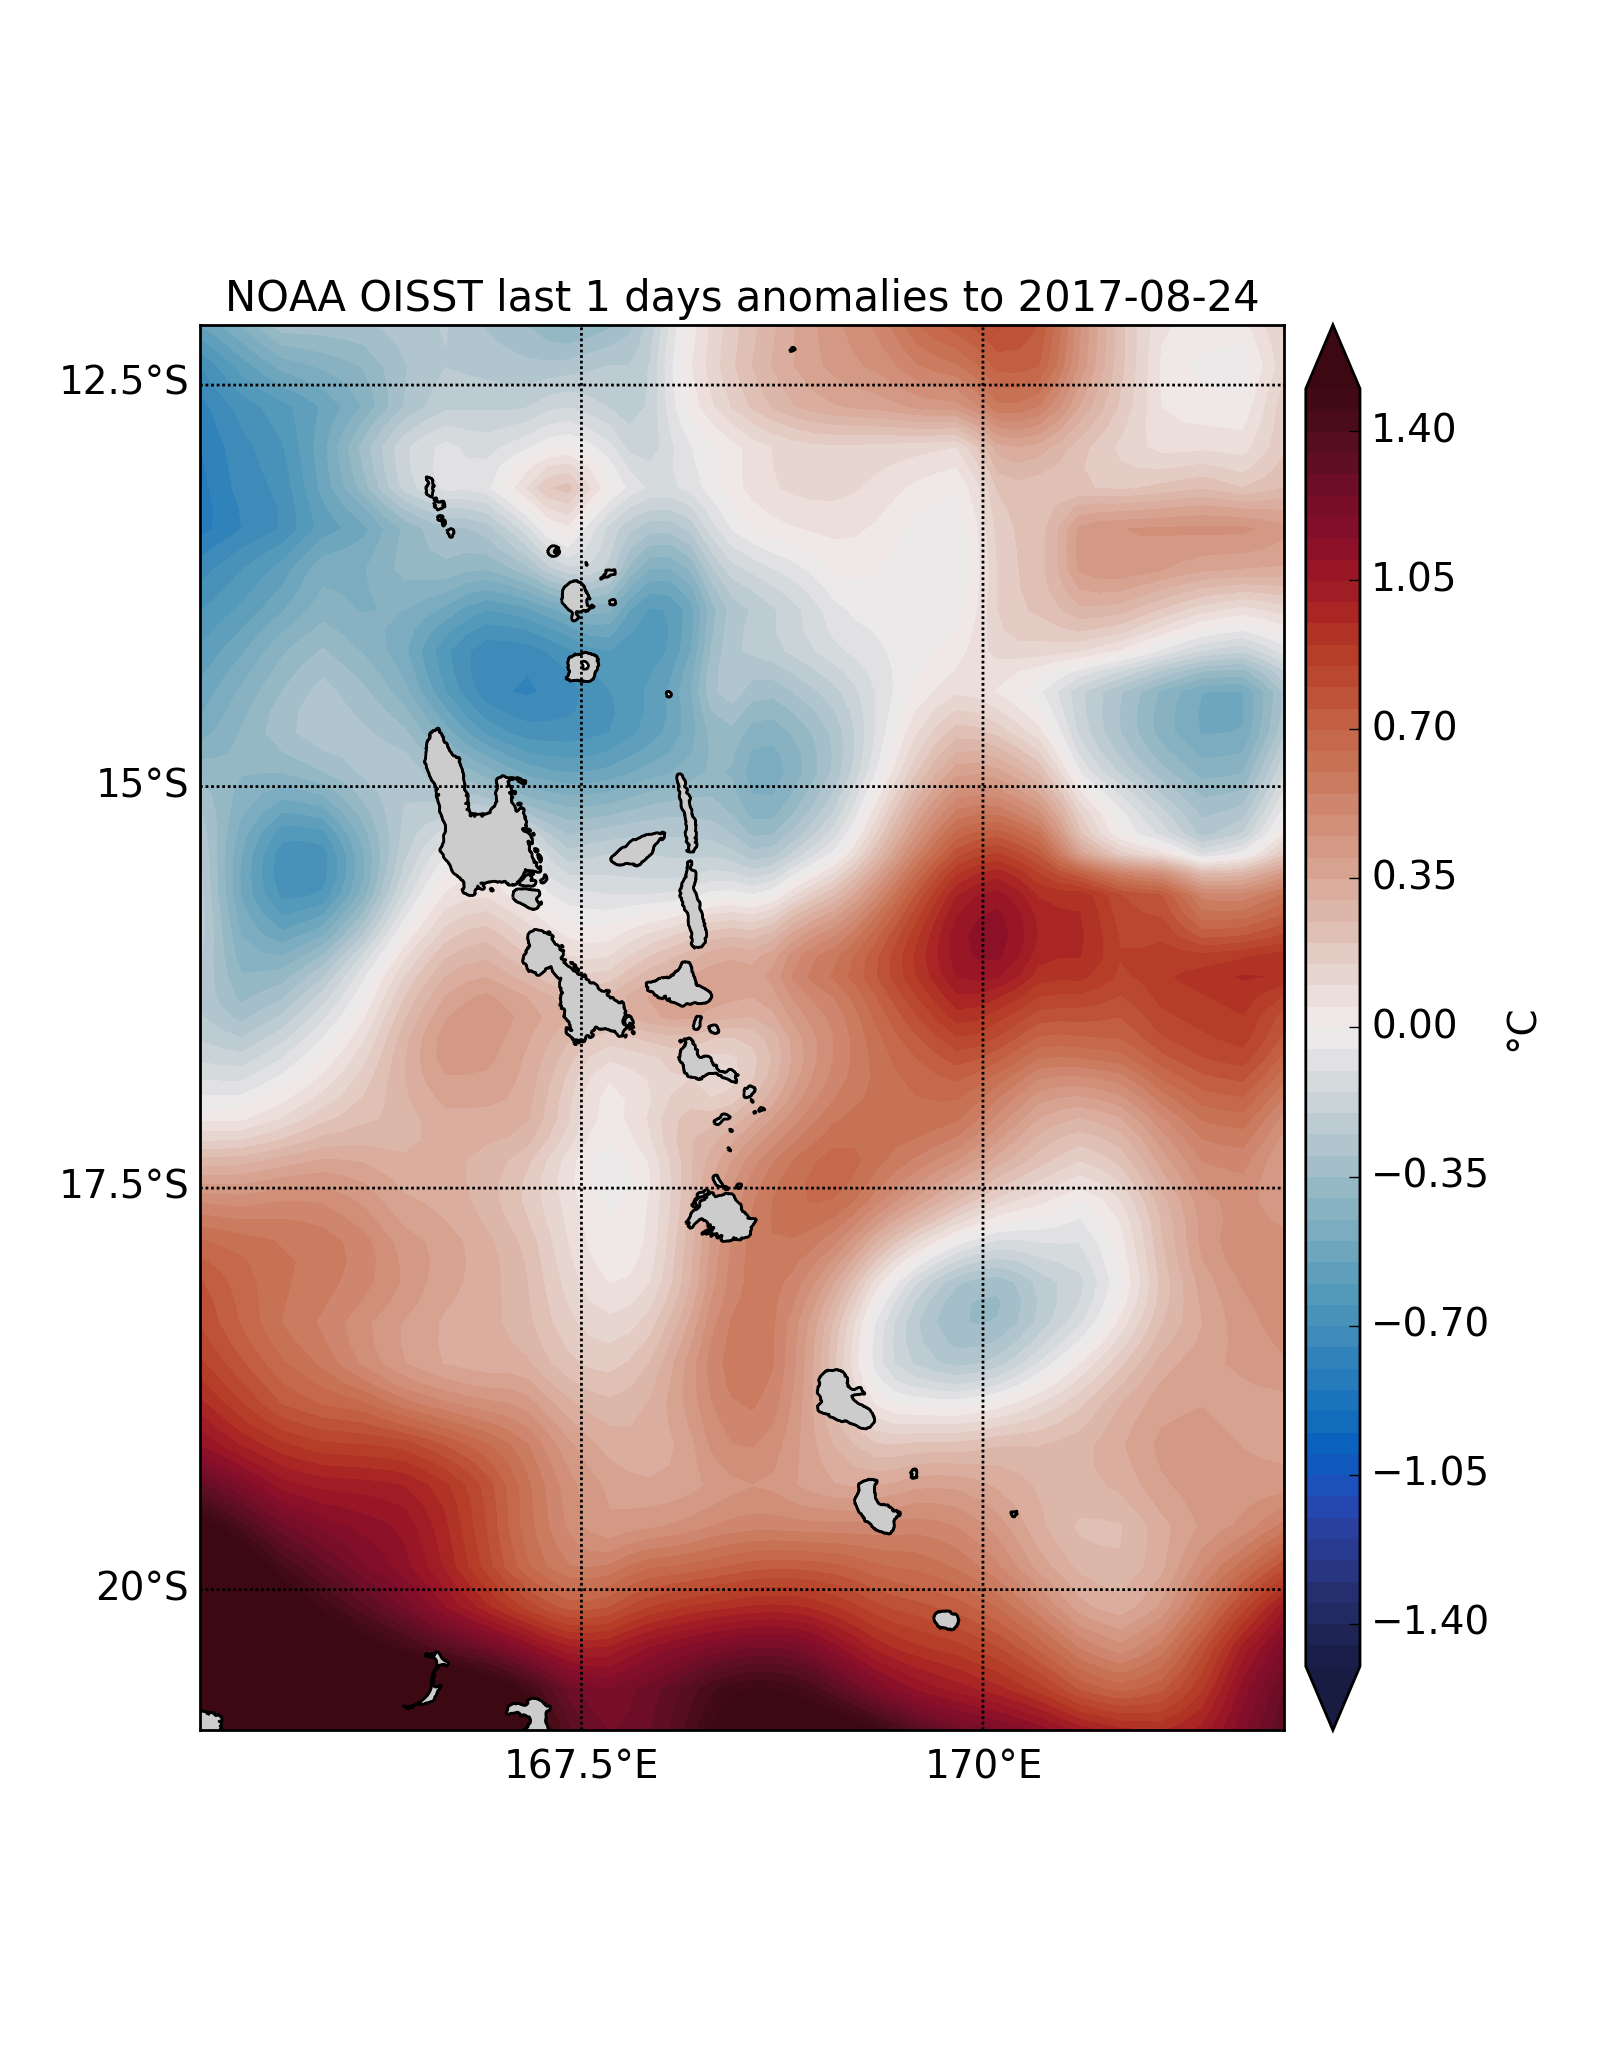 NOAA OISST last 1 days anomalies to 2017-08-24
12.5°S
15°S
17.5°S
20°S
167.5°E
170°E
1.40
1.05
0.70
0.35
0.00
−0.35
−0.70
−1.05
−1.40
°C